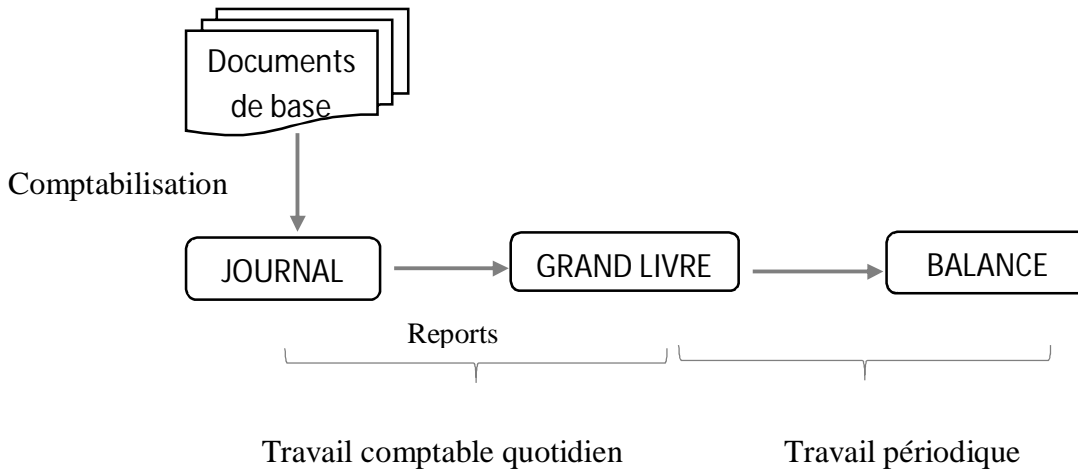 Documents
de base
Comptabilisation
JOURNAL
GRAND LIVRE
BALANCE
Reports
Travail comptable quotidien
Travail périodique